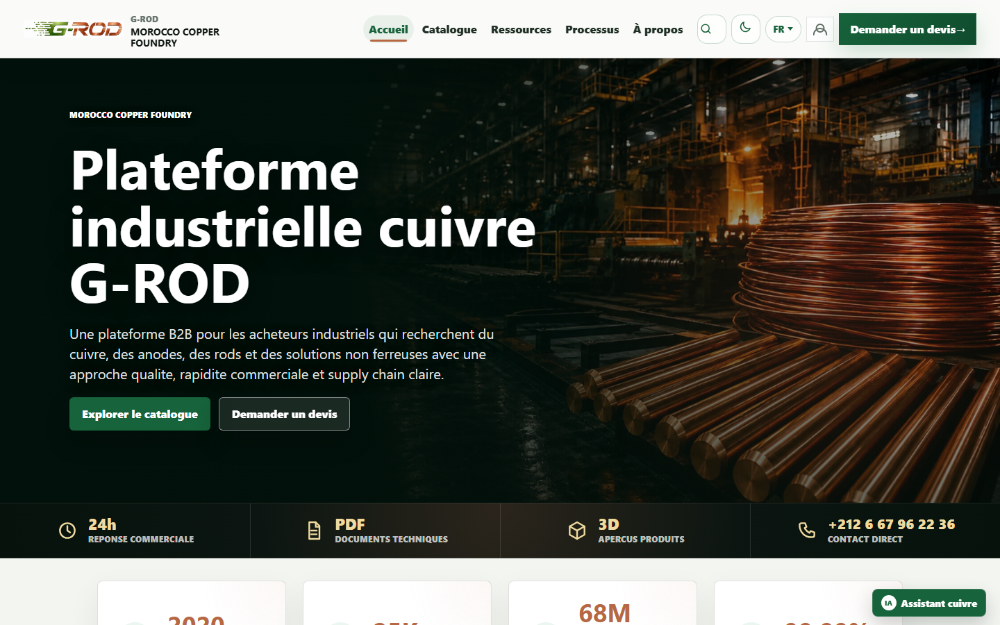 G-ROD
G-ROD
MOROCCO COPPER
FOUNDRY
Accueil
Catalogue
Ressources
Processus
À propos
FR
Demander un devis→
MOROCCO COPPER FOUNDRY
Plateforme
industrielle cuivre
G-ROD
Une plateforme B2B pour les acheteurs industriels qui recherchent du
cuivre, des anodes, des rods et des solutions non ferreuses avec une
approche qualite, rapidite commerciale et supply chain claire.
Explorer le catalogue
Demander un devis
24h
REPONSE COMMERCIALE
PDF
DOCUMENTS TECHNIQUES
3D
APERCUS PRODUITS
+212 6 67 96 22 36
CONTACT DIRECT
2020
68M
IA Assistant cuivre